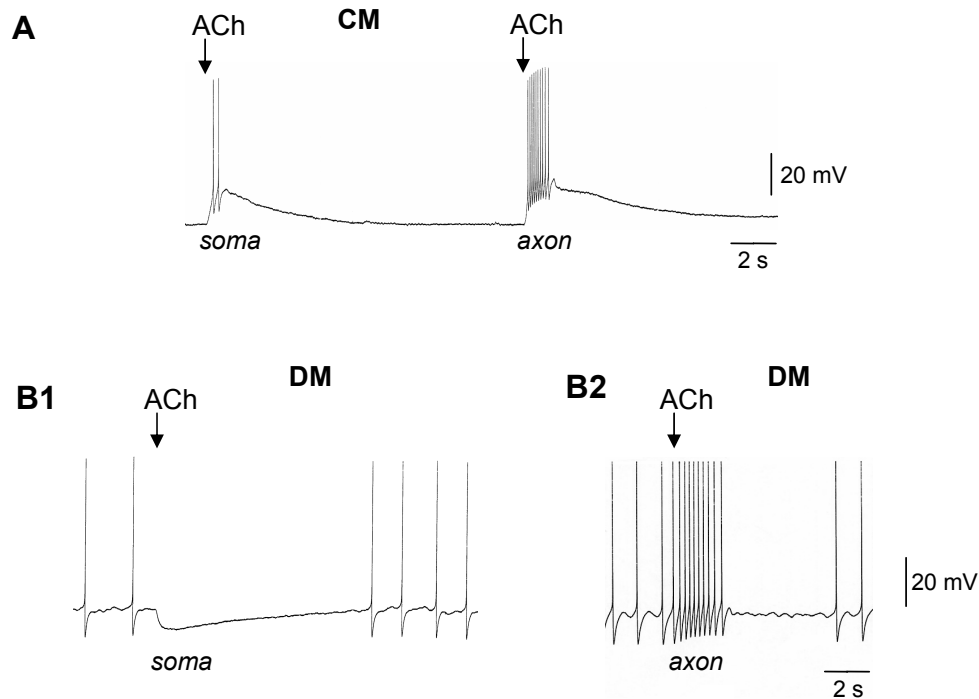 A
ACh
CM
ACh
20 mV
soma
axon
2 s
B1
ACh
DM
B2
ACh
DM
20 mV
soma
axon
2 s